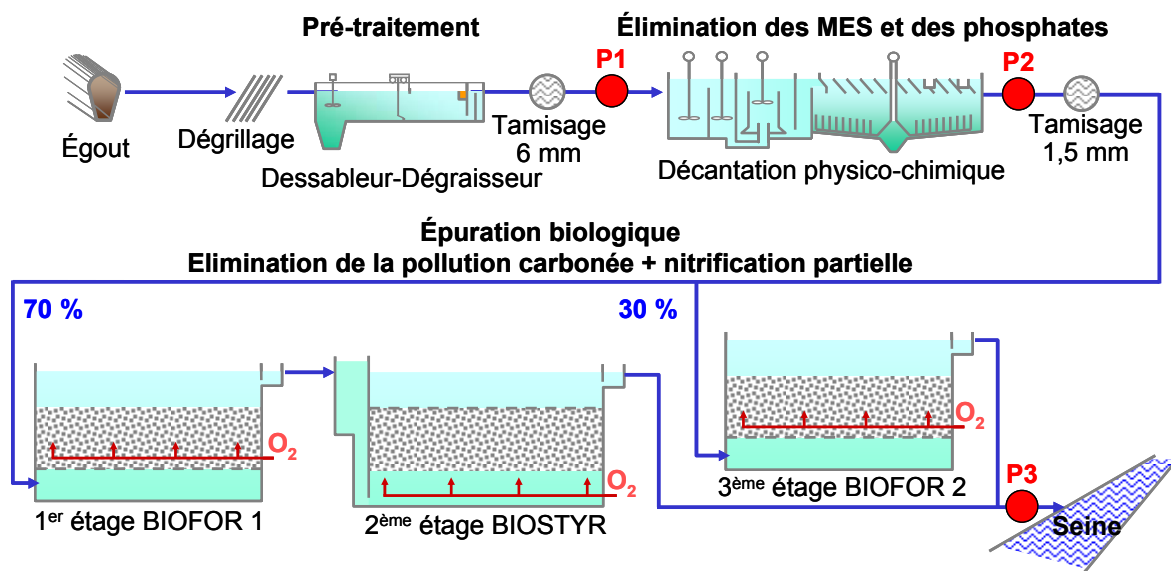 Pré-traitement
Élimination des MES et des phosphates
P1
P2
Égout
Dégrillage
Dessableur-Dégraisseur
Tamisage
6 mm
Décantation physico-chimique
Tamisage
1,5 mm
Épuration biologique
Elimination de la pollution carbonée + nitrification partielle
70 %
30 %
O2
O2
O2
1er étage BIOFOR 1
2ème étage BIOSTYR
3ème étage BIOFOR 2
P3
Seine